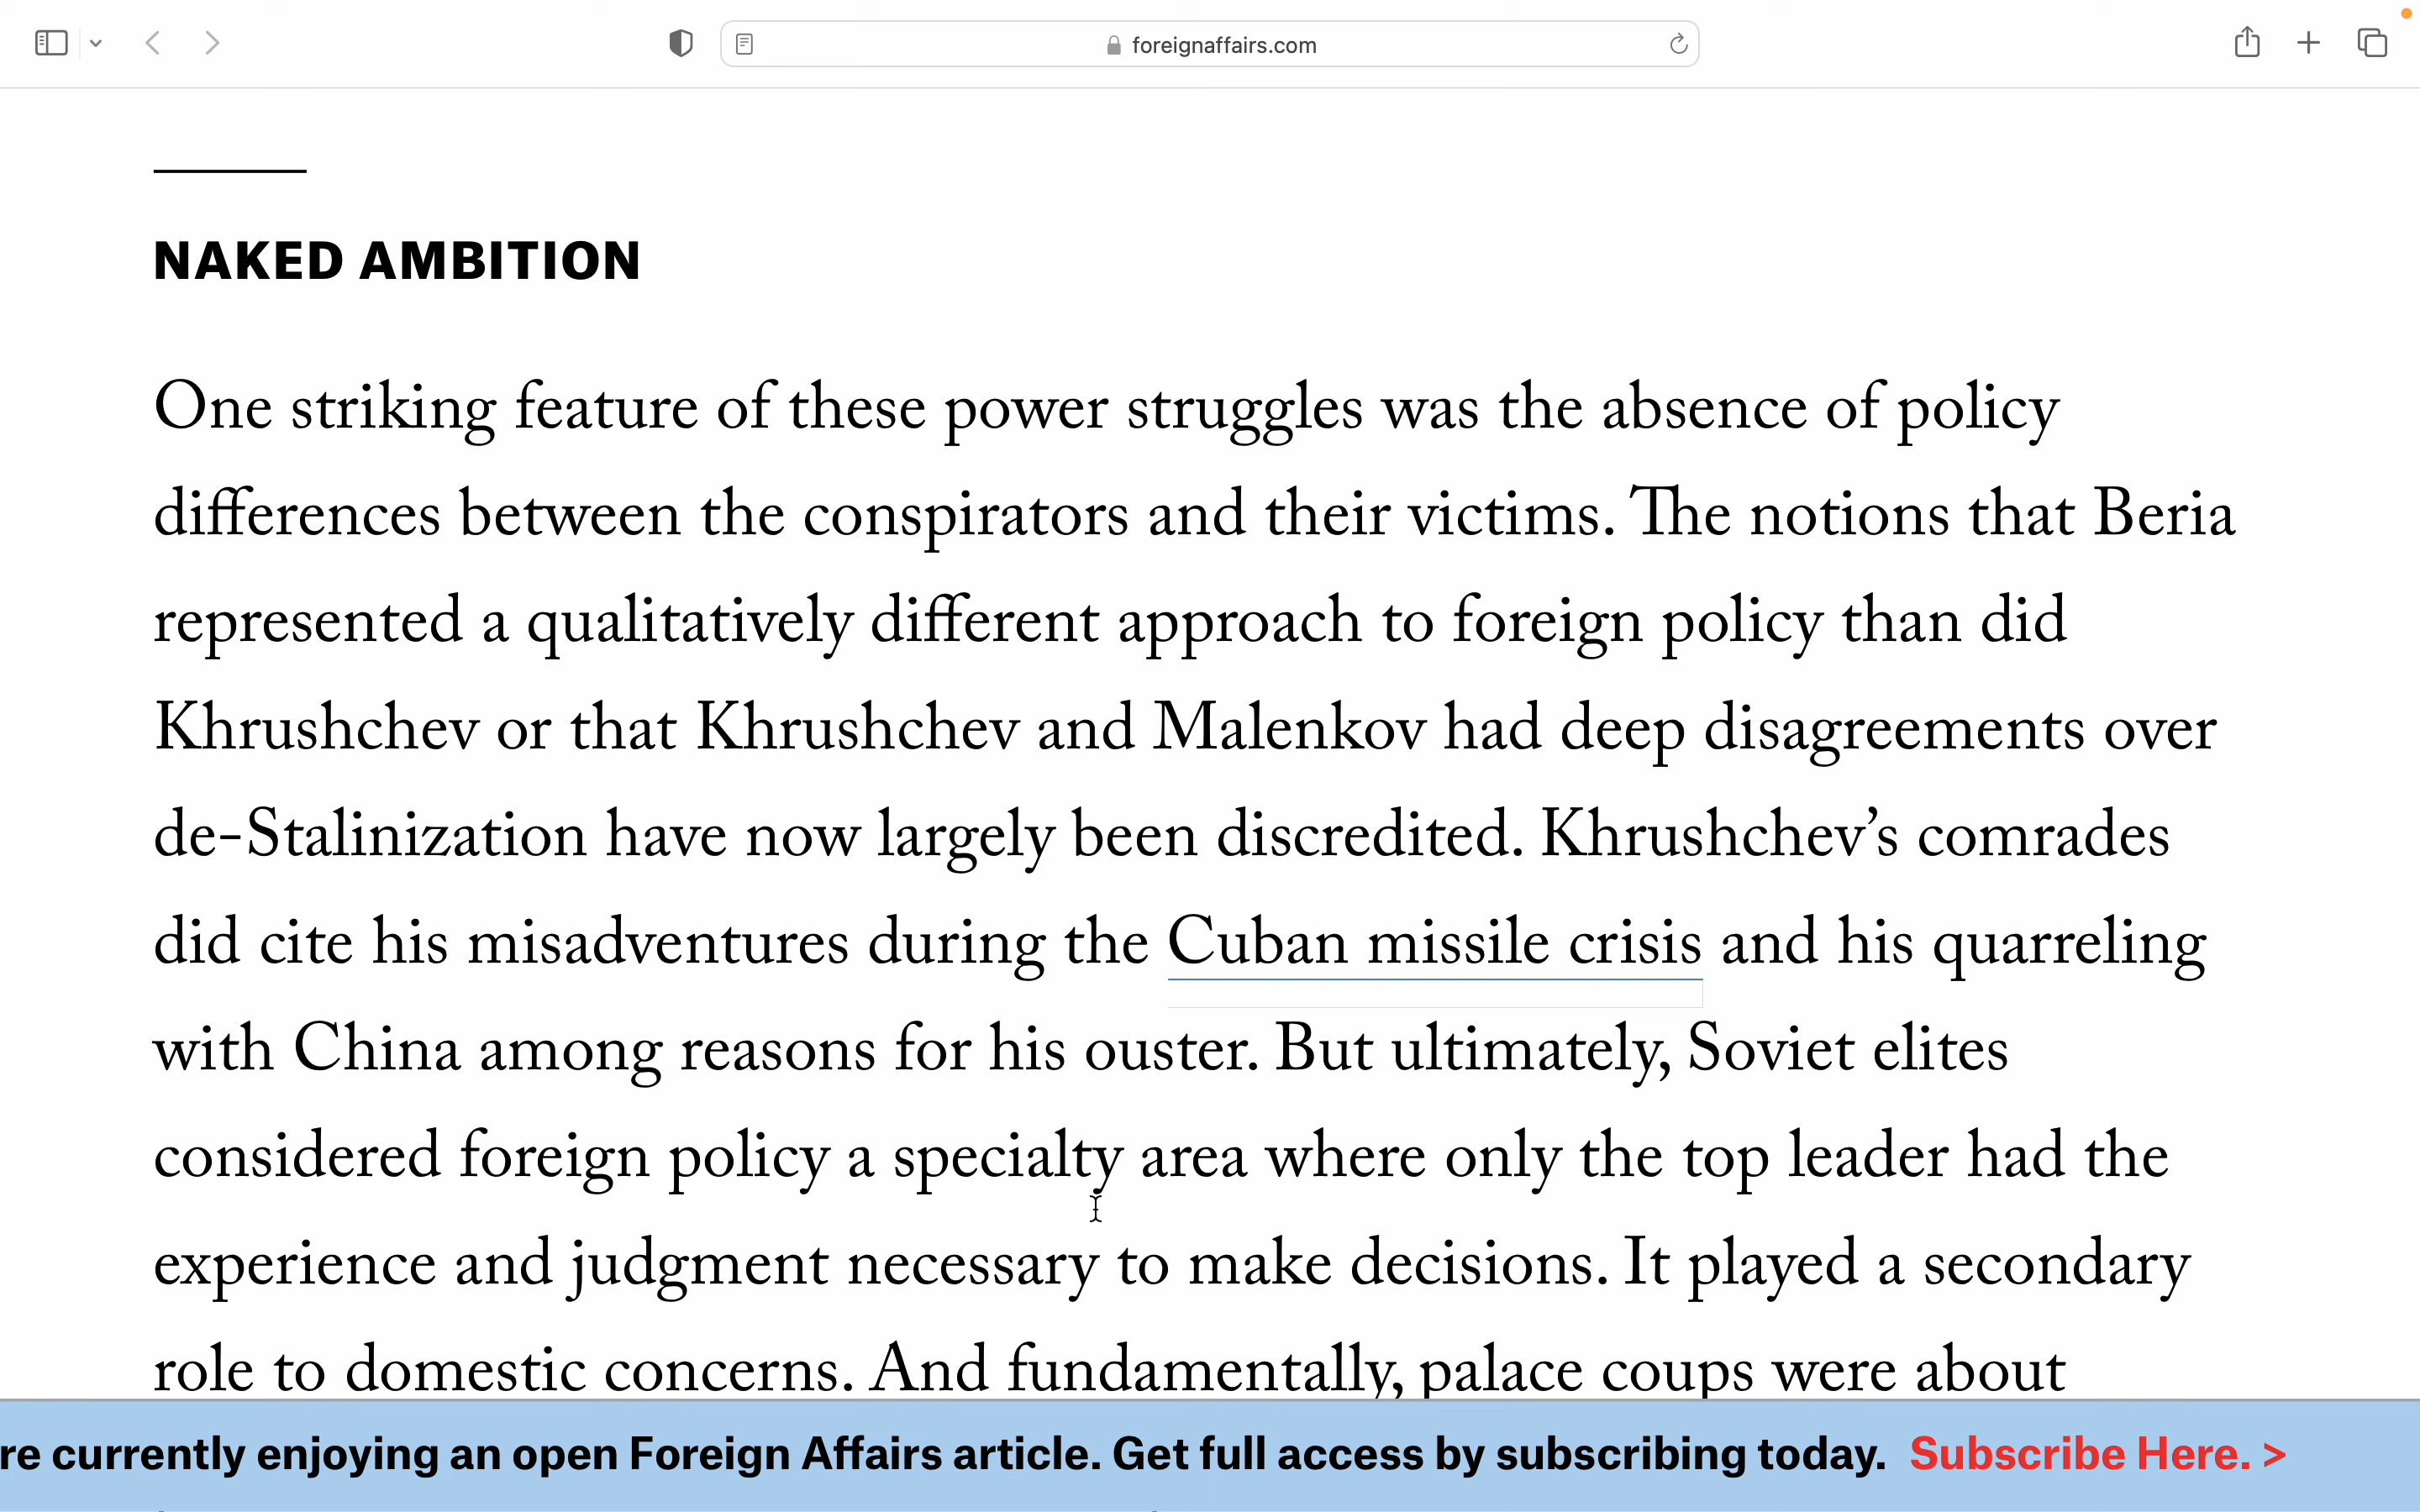 foreignaffairs.com
NAKED AMBITION
One striking feature of these power struggles was the absence of policy
differences between the conspirators and their victims. The notions that Beria
represented a qualitatively different approach to foreign policy than did
Khrushchev or that Khrushchev and Malenkov had deep disagreements over
de-Stalinization have now largely been discredited. Khrushchev’s comrades
did cite his misadventures during the Cuban missile crisis and his quarreling
with China among reasons for his ouster. But ultimately, Soviet elites
considered foreign policy a specialty area where only the top leader had the
experience and judgment necessary to make decisions. It played a secondary
role to domestic concerns. And fundamentally, palace coups were about
re currently enjoying an open Foreign Affairs article. Get full access by subscribing today. Subscribe Here. >